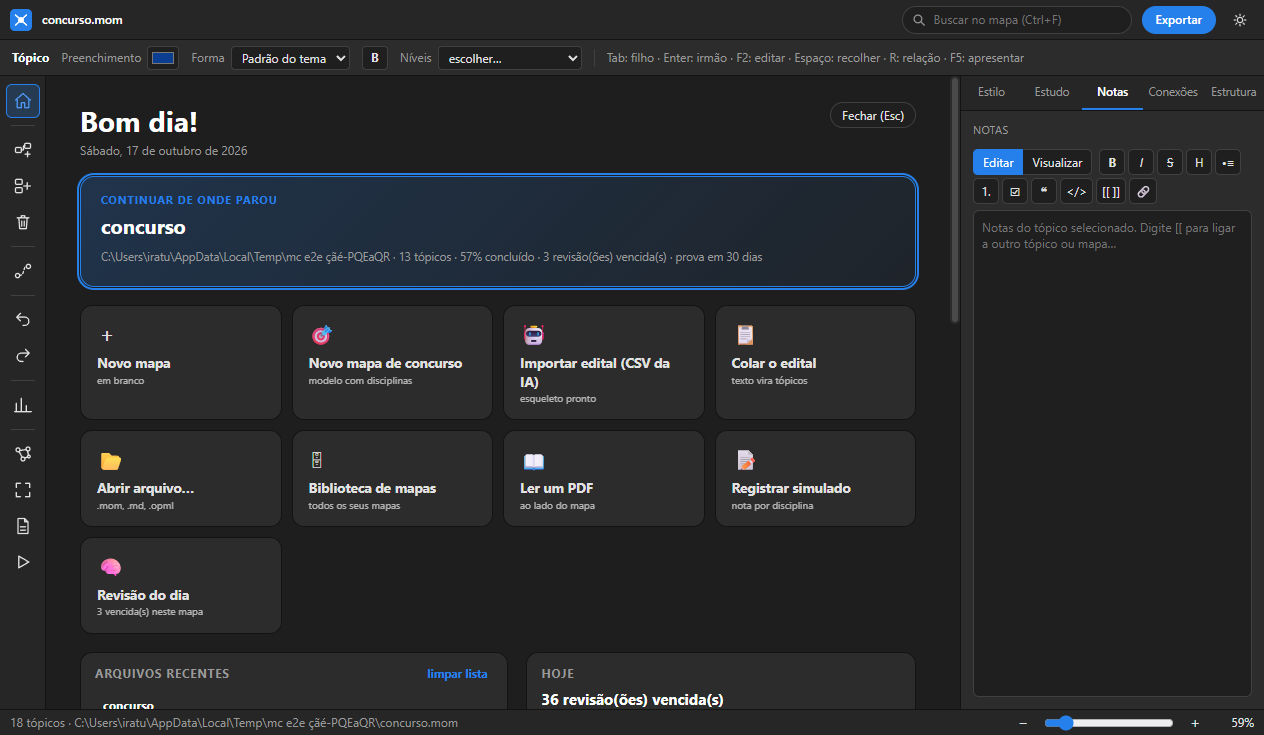 concurso.mom
Buscar no mapa (Ctrl+F)
Exportar
Tópico
Preenchimento
Forma
Padrão do tema
B
Níveis
escolher...
Tab: filho · Enter: irmão · F2: editar · Espaço: recolher · R: relação · F5: apresentar
Bom dia!
Fechar (Esc)
Sábado, 17 de outubro de 2026
CONTINUAR DE ONDE PAROU
concurso
C:\Users\iratu\AppData\Local\Temp\mc e2e çãé-PQEaQR · 13 tópicos · 57% concluído · 3 revisão(ões) vencida(s) · prova em 30 dias
Novo mapa
em branco
Novo mapa de concurso
modelo com disciplinas
Importar edital (CSV da
IA)
esqueleto pronto
Colar o edital
texto vira tópicos
Abrir arquivo...
.mom, .md, .opml
Biblioteca de mapas
todos os seus mapas
Ler um PDF
ao lado do mapa
Registrar simulado
nota por disciplina
Revisão do dia
3 vencida(s) neste mapa
ARQUIVOS RECENTES
limpar lista
concurso
HOJE
36 revisão(ões) vencida(s)
Estilo
Estudo
Notas
Conexões
Estrutura
NOTAS
Editar
Visualizar
B
I
S
H
•≡
1.
☑
❝
</>
[[ ]]
Notas do tópico selecionado. Digite [[ para ligar
a outro tópico ou mapa...
18 tópicos · C:\Users\iratu\AppData\Local\Temp\mc e2e çãé-PQEaQR\concurso.mom
−
+
59%